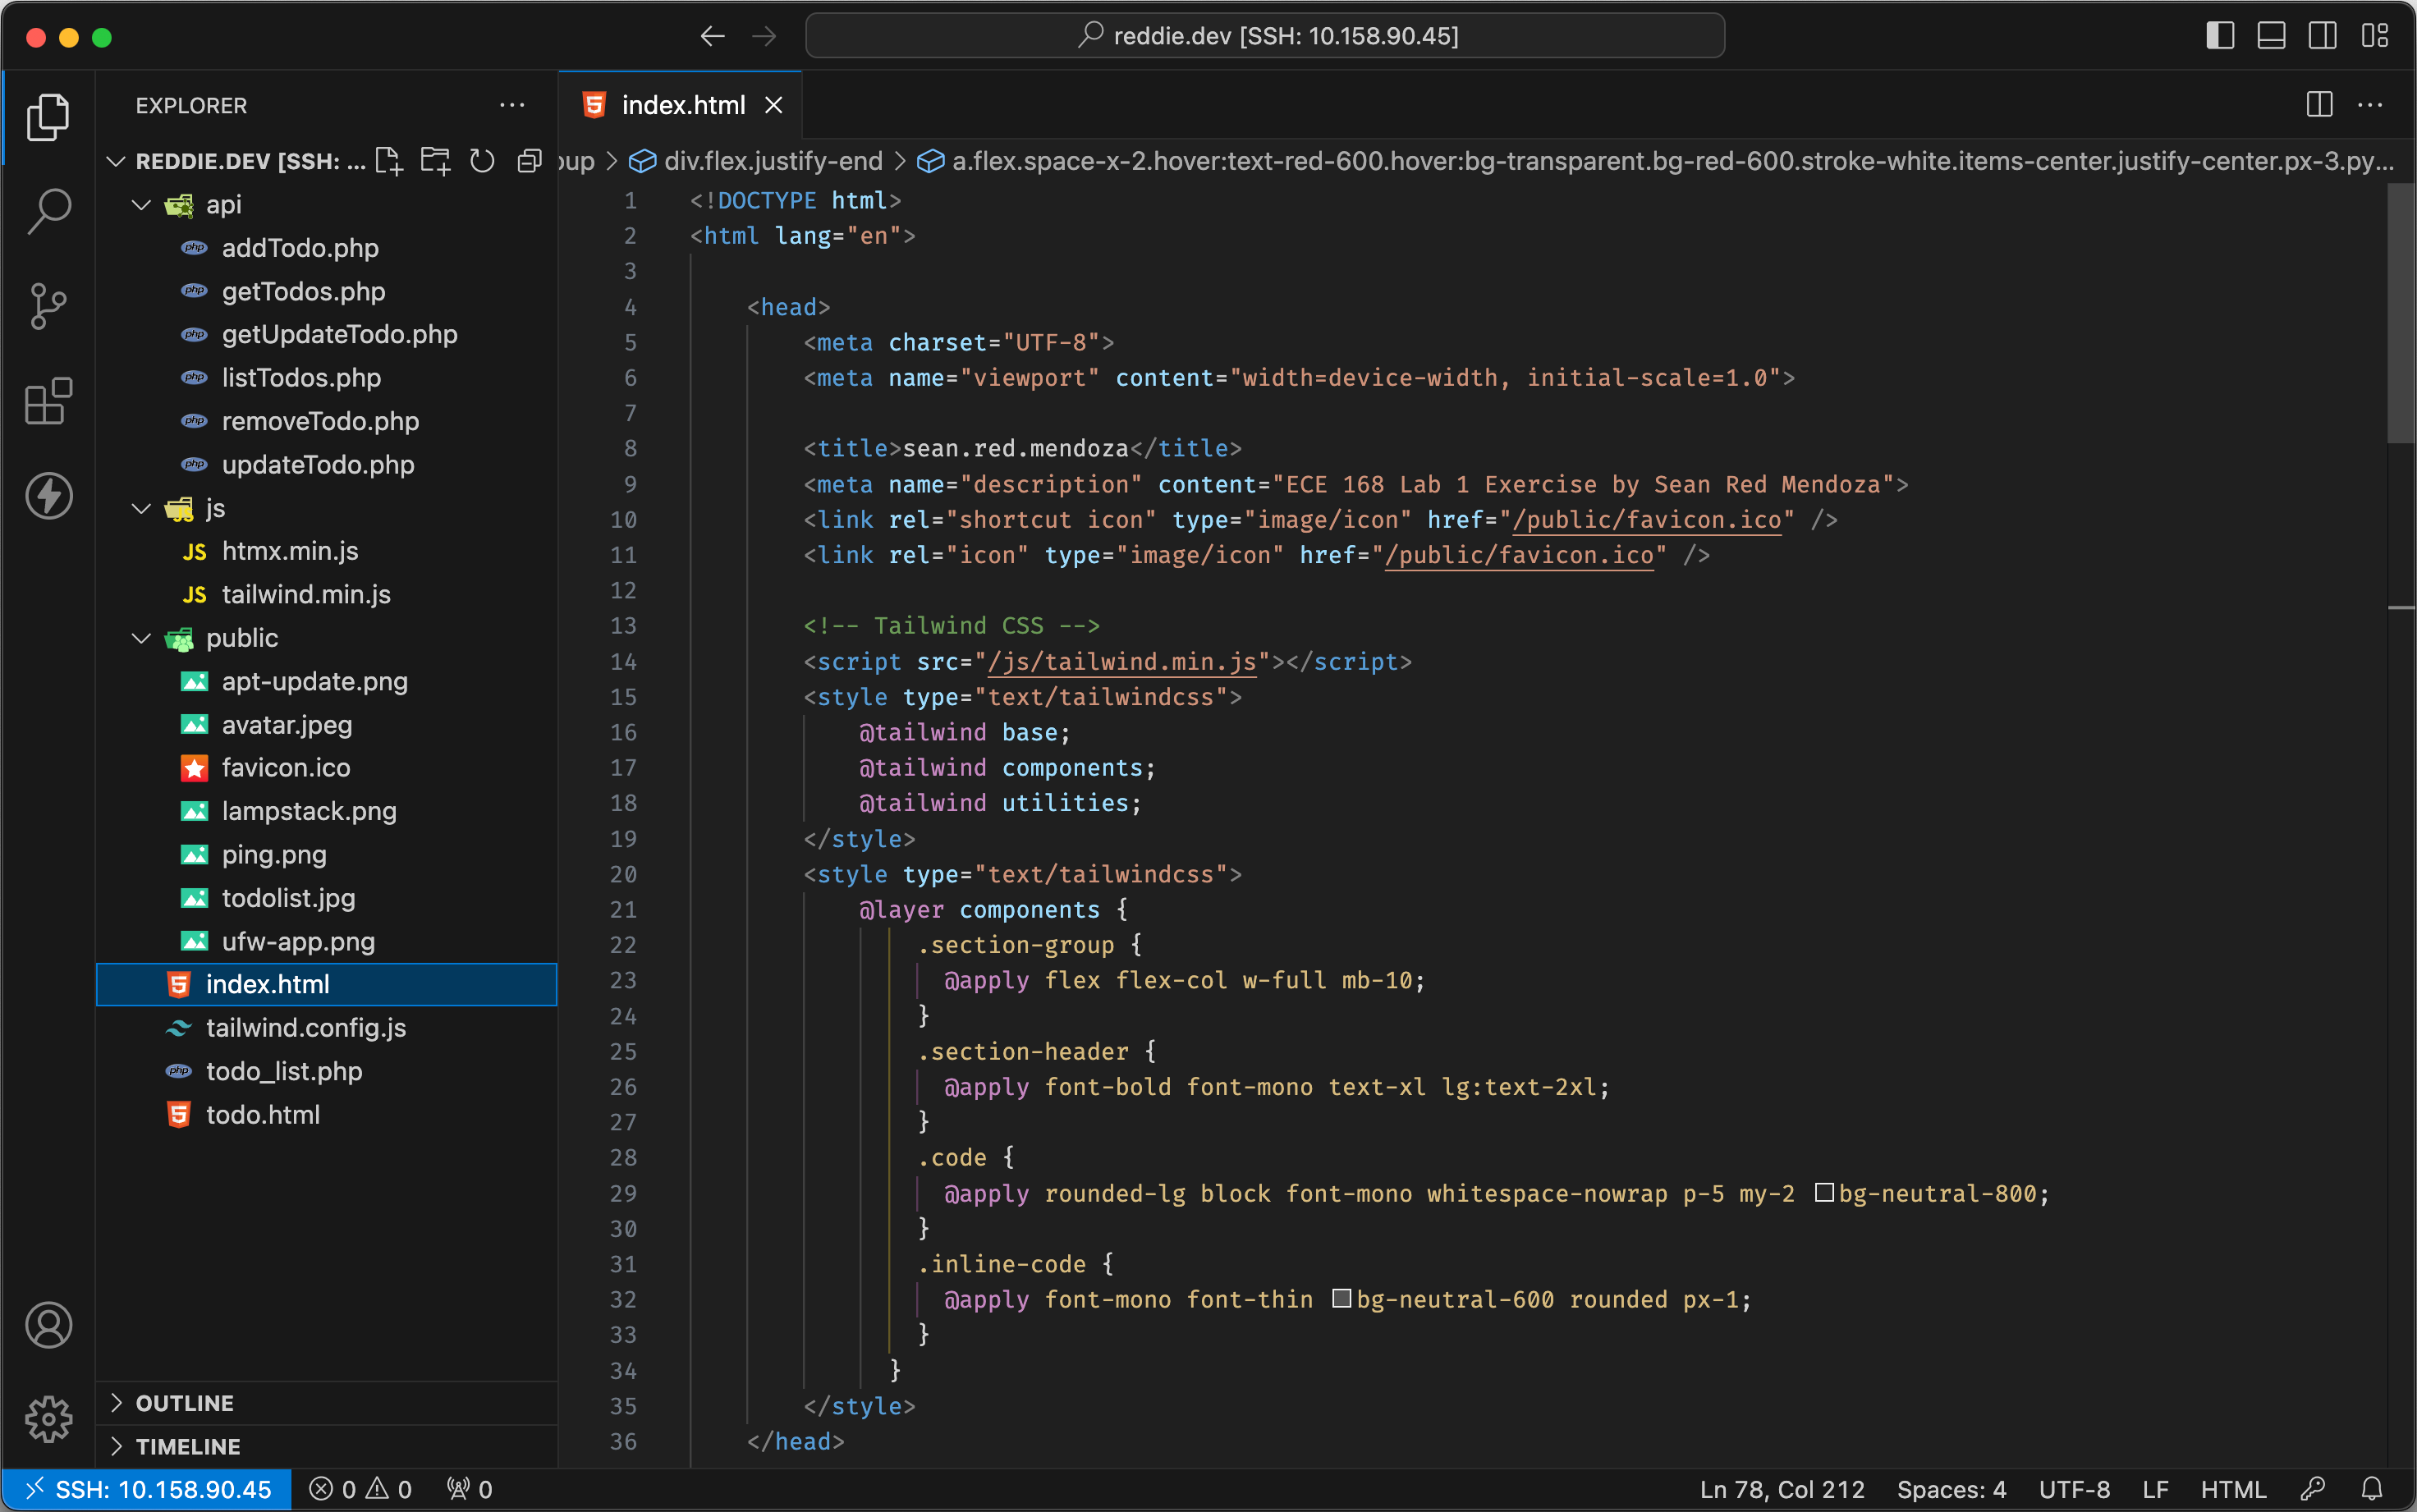 reddie.dev [SSH: 10.158.90.45]
EXPLORER
REDDIE.DEV [SSH: ...
api
addTodo.php
getTodos.php
getUpdateTodo.php
listTodos.php
removeTodo.php
updateTodo.php
js
JS htmx.min.js
JS tailwind.min.js
public
apt-update.png
avatar.jpeg
favicon.ico
lampstack.png
ping.png
todolist.jpg
ufw-app.png
index.html
tailwind.config.js
todo_list.php
todo.html
OUTLINE
TIMELINE
index.html
oup > div.flex.justify-end > a.flex.space-x-2.hover:text-red-600.hover:bg-transparent.bg-red-600.stroke-white.items-center.justify-center.px-3.py...
1 <!DOCTYPE html>
2 <html lang="en">
3
4 <head>
5 <meta charset="UTF-8">
6 <meta name="viewport" content="width=device-width, initial-scale=1.0">
7
8 <title>sean.red.mendoza</title>
9 <meta name="description" content="ECE 168 Lab 1 Exercise by Sean Red Mendoza">
10 <link rel="shortcut icon" type="image/icon" href="/public/favicon.ico" />
11 <link rel="icon" type="image/icon" href="/public/favicon.ico" />
12
13 <!-- Tailwind CSS -->
14 <script src="/js/tailwind.min.js"></script>
15 <style type="text/tailwindcss">
16 @tailwind base;
17 @tailwind components;
18 @tailwind utilities;
19 </style>
20 <style type="text/tailwindcss">
21 @layer components {
22 .section-group {
23 @apply flex flex-col w-full mb-10;
24 }
25 .section-header {
26 @apply font-bold font-mono text-xl lg:text-2xl;
27 }
28 .code {
29 @apply rounded-lg block font-mono whitespace-nowrap p-5 my-2 bg-neutral-800;
30 }
31 .inline-code {
32 @apply font-mono font-thin bg-neutral-600 rounded px-1;
33 }
34 }
35 </style>
36 </head>
SSH: 10.158.90.45 0 0 0 Ln 78, Col 212 Spaces: 4 UTF-8 LF HTML